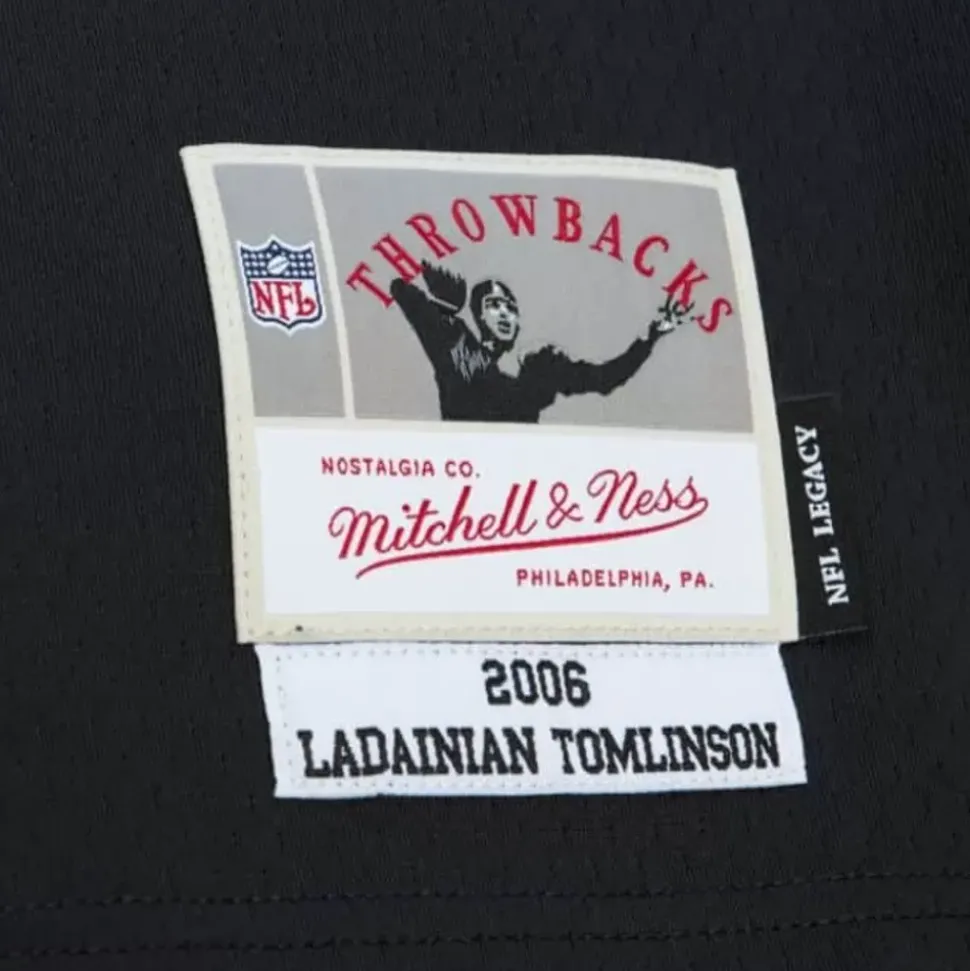 THROWBACKS
NFL
NOSTALGIA CO.
Mitchell & Ness
PHILADELPHIA, PA.
NFL LEGACY
2006
LADAINIAN TOMLINSON